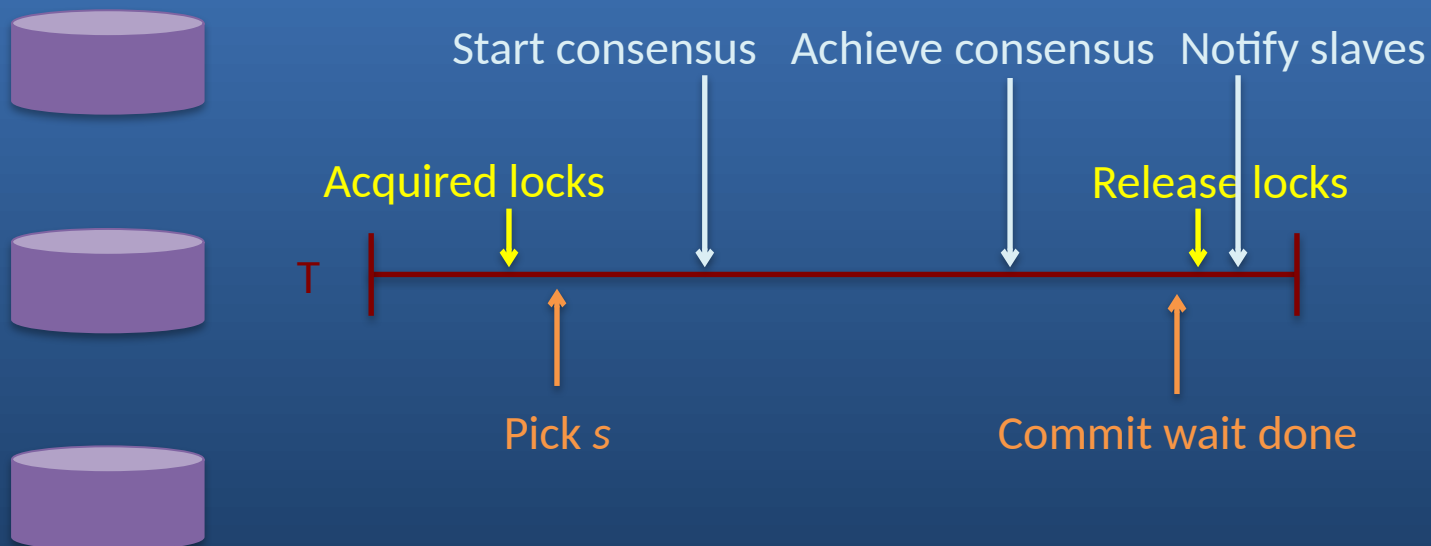 Start consensus
Achieve consensus
Notify slaves
Acquired locks
Release locks
T
Pick s
Commit wait done